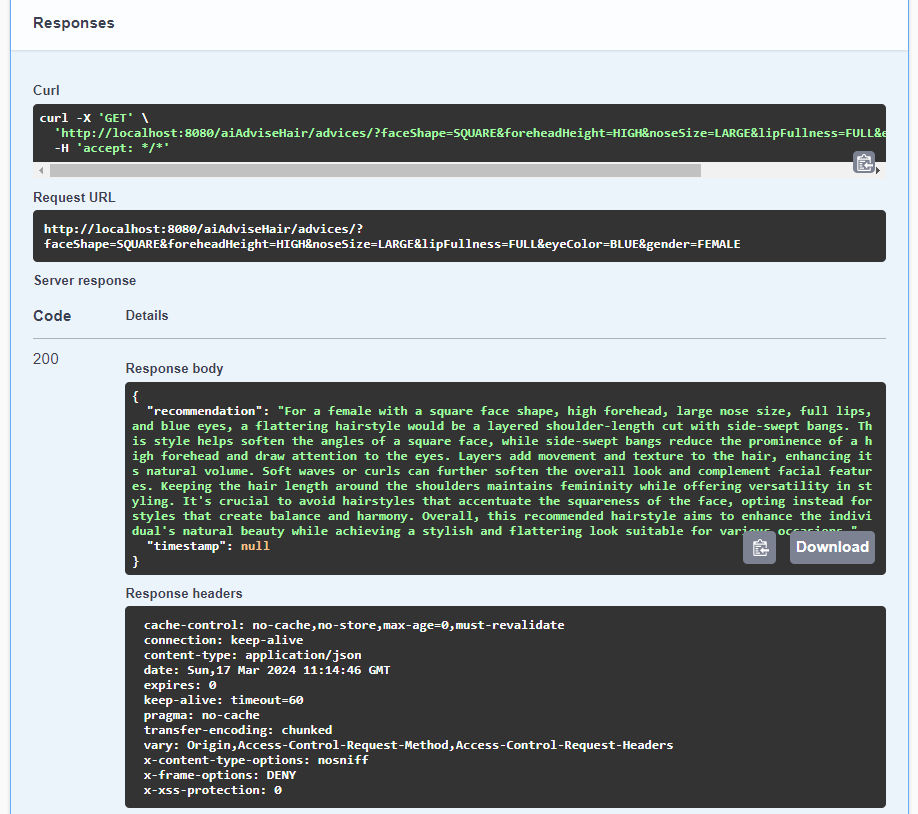 Responses
Curl
curl -X 'GET' \
'http://localhost:8080/aiAdviseHair/advices/?faceShape=SQUARE&foreheadHeight=HIGH&noseSize=LARGE&lipFullness=FULL&e
-H 'accept: */*'
Request URL
http://localhost:8080/aiAdviseHair/advices/?
faceShape=SQUARE&foreheadHeight=HIGH&noseSize=LARGE&lipFullness=FULL&eyeColor=BLUE&gender=FEMALE
Server response
Code Details
200
Response body
{
"recommendation": "For a female with a square face shape, high forehead, large nose size, full lips,
and blue eyes, a flattering hairstyle would be a layered shoulder-length cut with side-swept bangs. Th
is style helps soften the angles of a square face, while side-swept bangs reduce the prominence of a h
igh forehead and draw attention to the eyes. Layers add movement and texture to the hair, enhancing it
s natural volume. Soft waves or curls can further soften the overall look and complement facial featur
es. Keeping the hair length around the shoulders maintains femininity while offering versatility in st
yling. It's crucial to avoid hairstyles that accentuate the squareness of the face, opting instead for
styles that create balance and harmony. Overall, this recommended hairstyle aims to enhance the indivi
dual's natural beauty while achieving a stylish and flattering look suitable for various occasions.",
"timestamp": null
}
Download
Response headers
cache-control: no-cache,no-store,max-age=0,must-revalidate
connection: keep-alive
content-type: application/json
date: Sun,17 Mar 2024 11:14:46 GMT
expires: 0
keep-alive: timeout=60
pragma: no-cache
transfer-encoding: chunked
vary: Origin,Access-Control-Request-Method,Access-Control-Request-Headers
x-content-type-options: nosniff
x-frame-options: DENY
x-xss-protection: 0